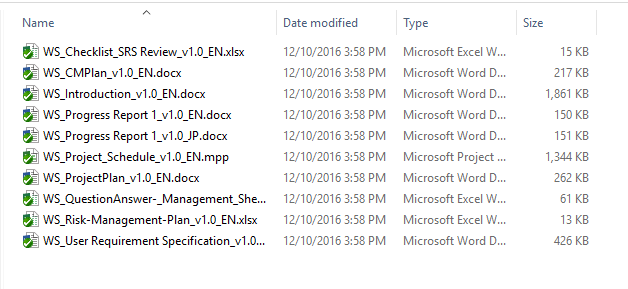 Name Date modified Type Size
WS_Checklist_SRS Review_v1.0_EN.xlsx 12/10/2016 3:58 PM Microsoft Excel W... 15 KB
WS_CMPlan_v1.0_EN.docx 12/10/2016 3:58 PM Microsoft Word D... 217 KB
WS_Introduction_v1.0_EN.docx 12/10/2016 3:58 PM Microsoft Word D... 1,861 KB
WS_Progress Report 1_v1.0_EN.docx 12/10/2016 3:58 PM Microsoft Word D... 150 KB
WS_Progress Report 1_v1.0_JP.docx 12/10/2016 3:58 PM Microsoft Word D... 151 KB
WS_Project_Schedule_v1.0_EN.mpp 12/10/2016 3:58 PM Microsoft Project ... 1,344 KB
WS_ProjectPlan_v1.0_EN.docx 12/10/2016 3:58 PM Microsoft Word D... 262 KB
WS_QuestionAnswer-_Management_She... 12/10/2016 3:58 PM Microsoft Excel W... 61 KB
WS_Risk-Management-Plan_v1.0_EN.xlsx 12/10/2016 3:58 PM Microsoft Excel W... 13 KB
WS_User Requirement Specification_v1.0... 12/10/2016 3:58 PM Microsoft Word D... 426 KB